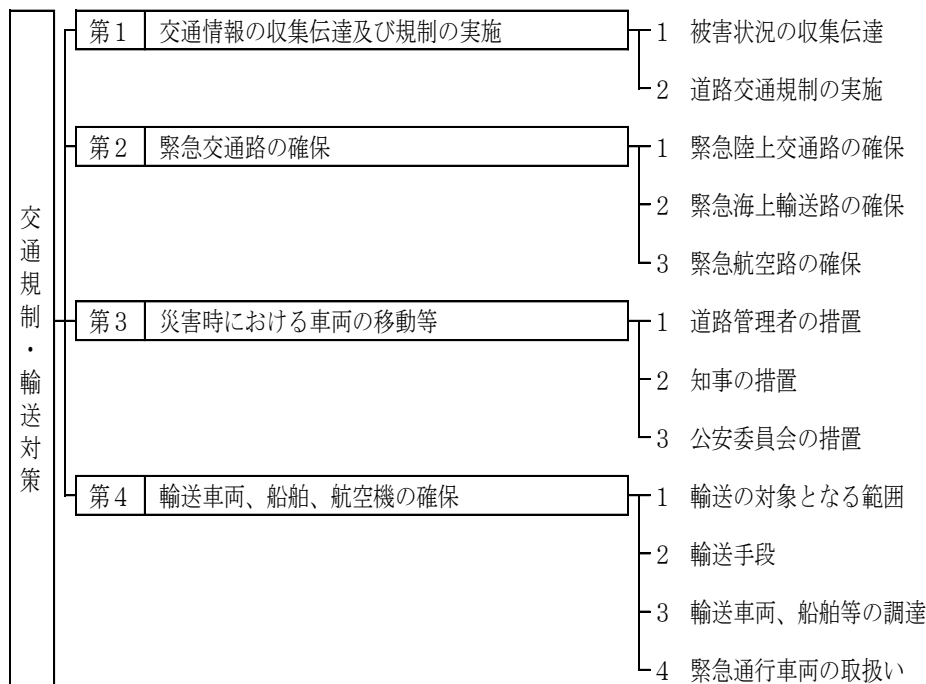 交通規制・輸送対策
第1 交通情報の収集伝達及び規制の実施
1 被害状況の収集伝達
2 道路交通規制の実施
第2 緊急交通路の確保
1 緊急陸上交通路の確保
2 緊急海上輸送路の確保
3 緊急航空路の確保
第3 災害時における車両の移動等
1 道路管理者の措置
2 知事の措置
3 公安委員会の措置
第4 輸送車両、船舶、航空機の確保
1 輸送の対象となる範囲
2 輸送手段
3 輸送車両、船舶等の調達
4 緊急通行車両の取扱い